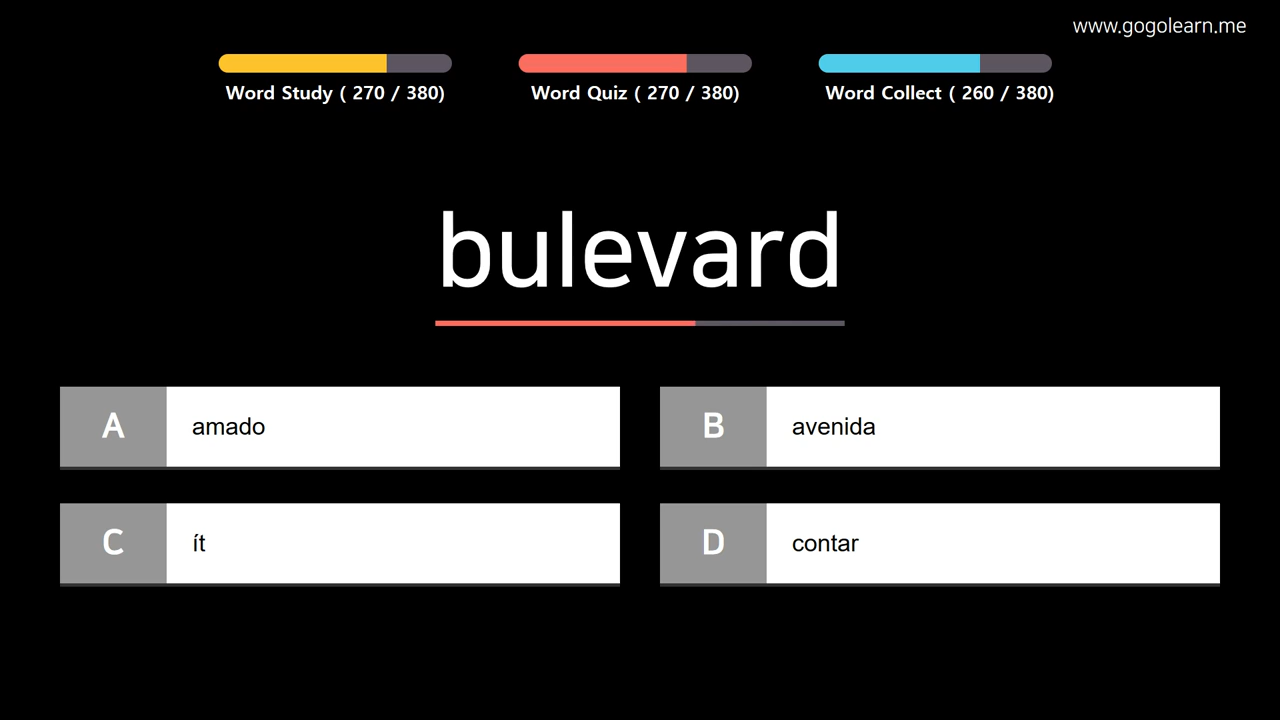 www.gogolearn.me
Word Study ( 270 / 380)
Word Quiz ( 270 / 380)
Word Collect ( 260 / 380)
bulevard
A amado
B avenida
C ít
D contar